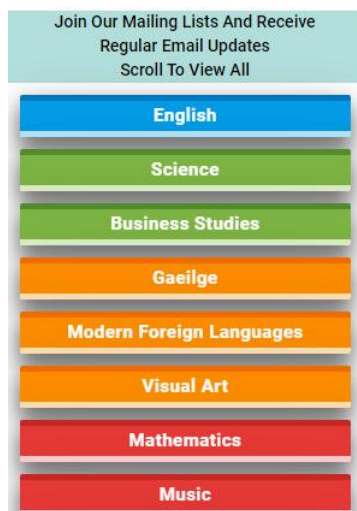 Join Our Mailing Lists And Receive
Regular Email Updates
Scroll To View All
English
Science
Business Studies
Gaeilge
Modern Foreign Languages
Visual Art
Mathematics
Music